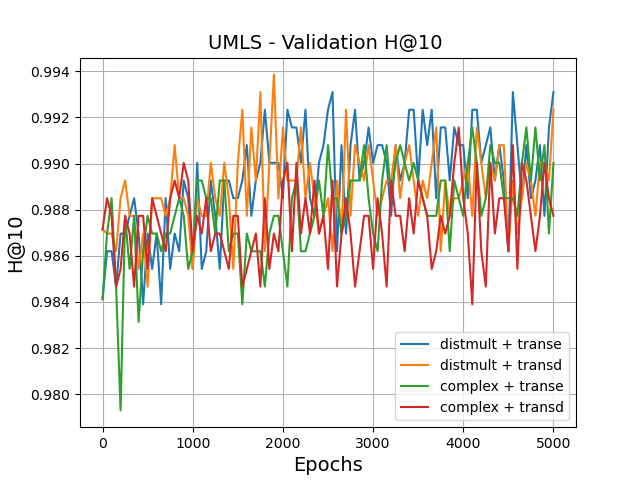 UMLS - Validation H@10
H@10
0.994
0.992
0.990
0.988
0.986
0.984
0.982
0.980
0
1000
2000
3000
4000
5000
Epochs
distmult + transe
distmult + transd
complex + transe
complex + transd